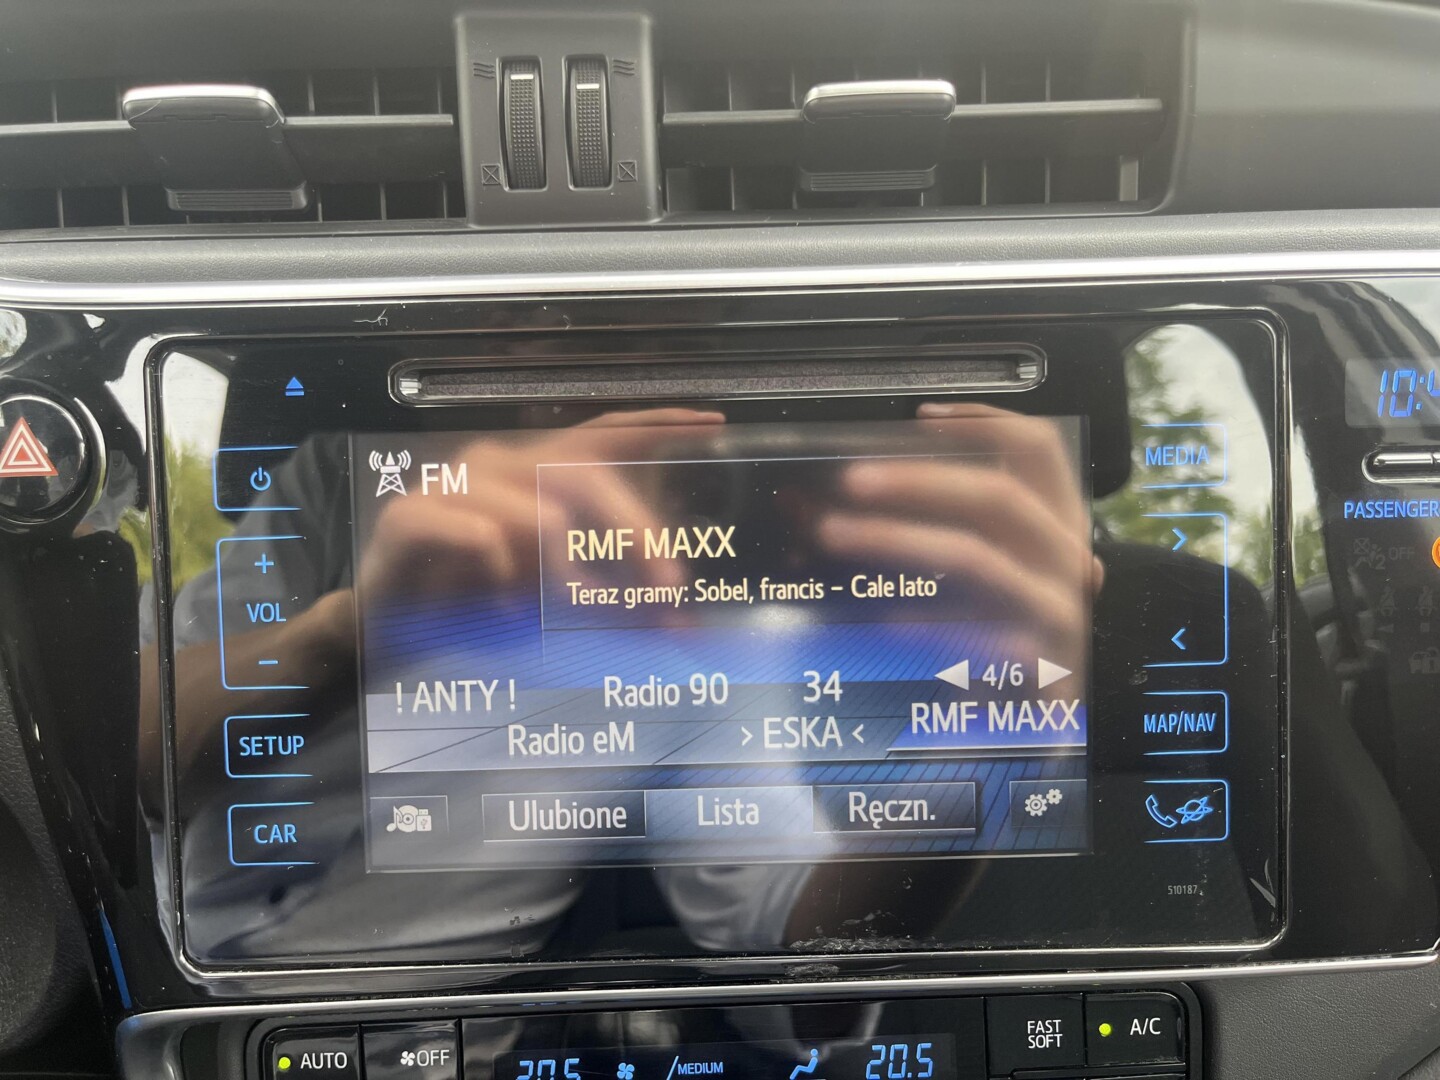 FM
RMF MAXX
Teraz gramy: Sobel, francis – Cale lato
4/6
! ANTY ! Radio 90 34 RMF MAXX
Radio eM > ESKA <
Ulubione Lista Ręczn.
VOL
SETUP
CAR
MEDIA
MAP/NAV
510187
PASSENGER
OFF
AUTO
OFF
20.5
MEDIUM
20.5
FAST
SOFT
A/C